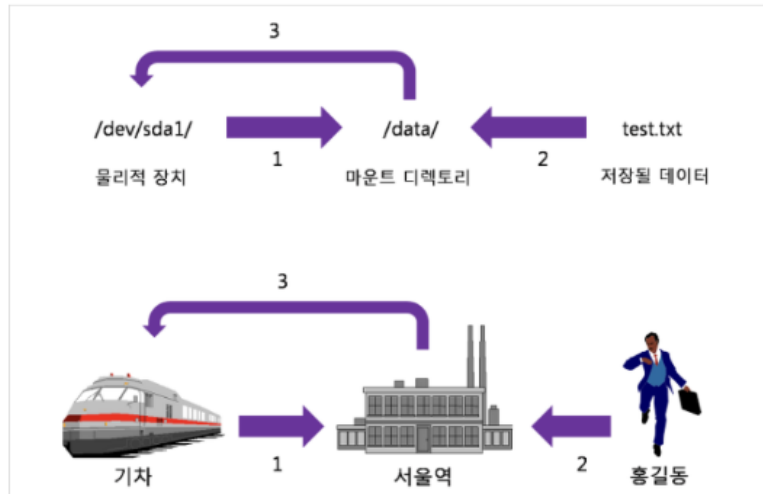 3
/dev/sda1/ /data/ test.txt
1 2
물리적 장치 마운트 디렉토리 저장될 데이터
3
1 2
기차 서울역 홍길동